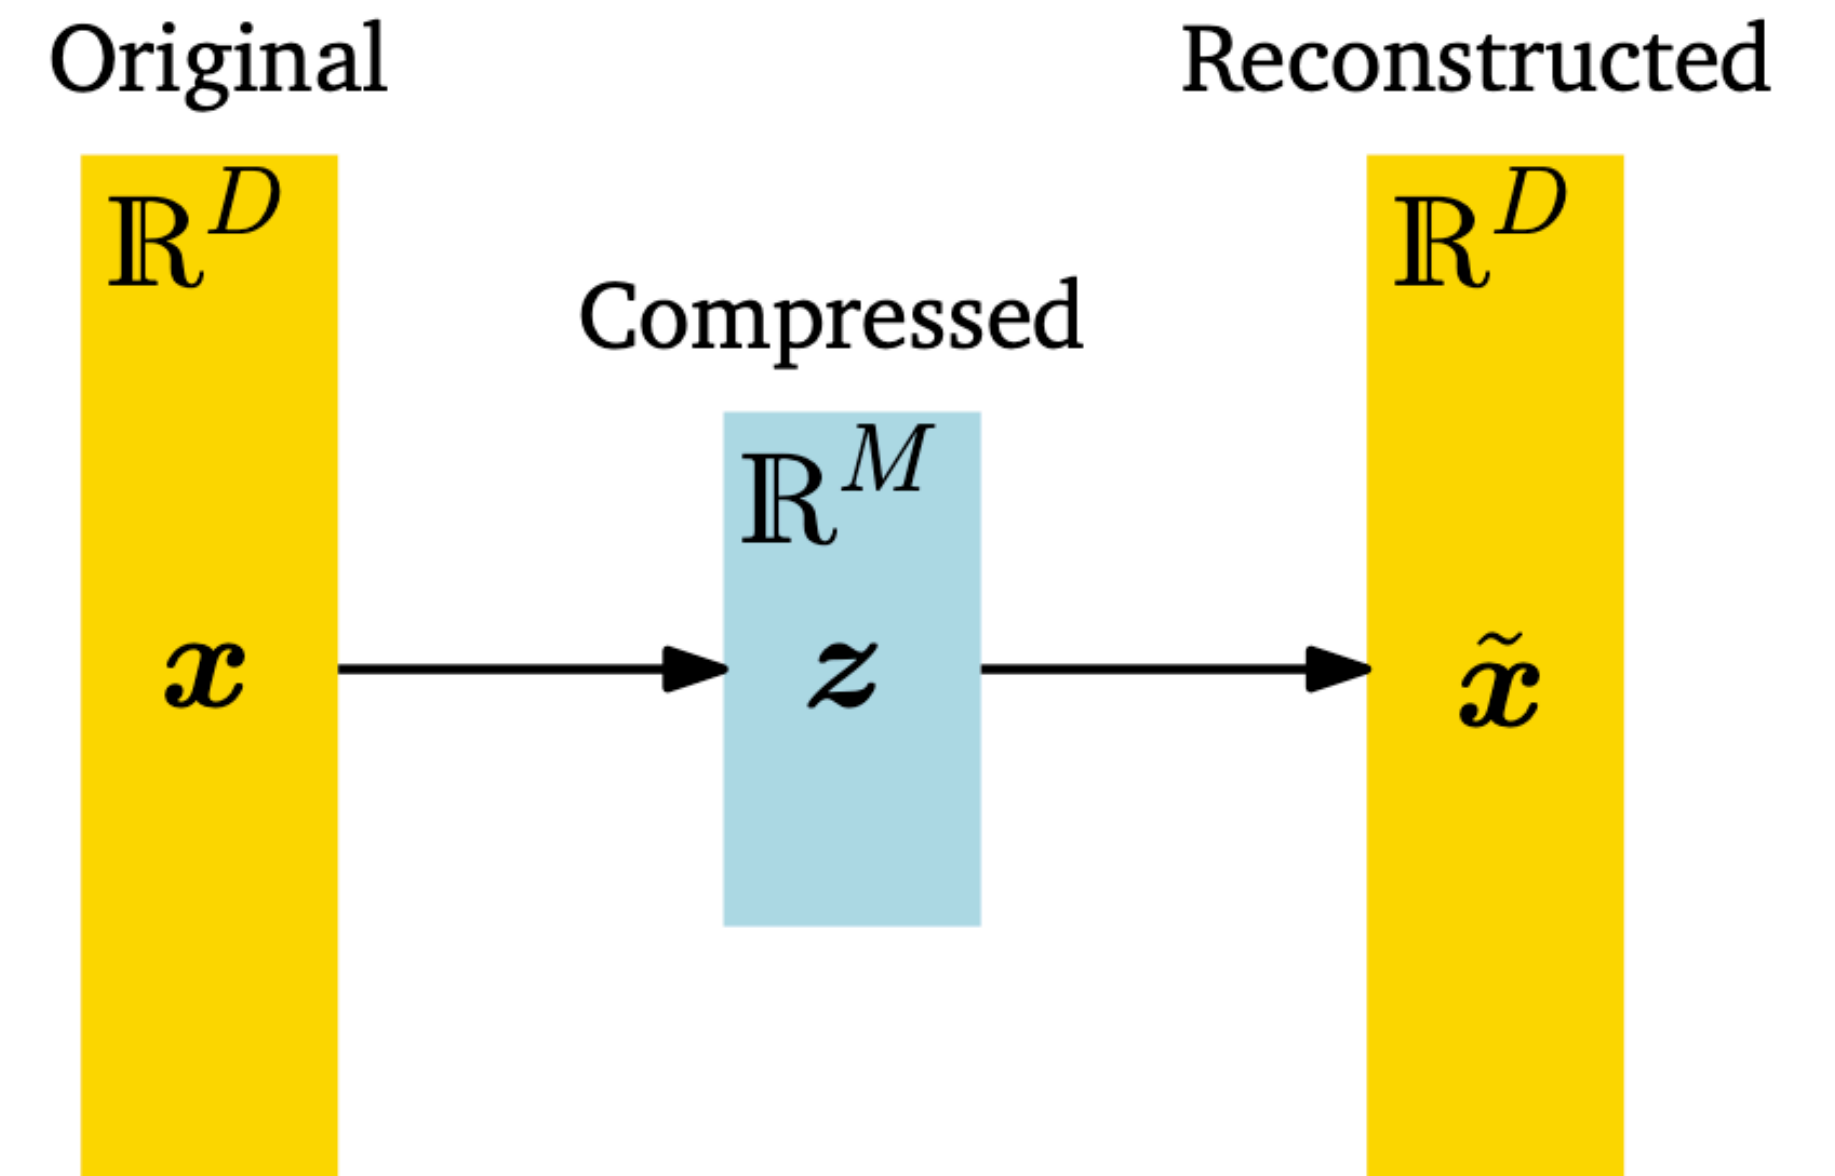 Original
Reconstructed
ℝ^D
ℝ^D
Compressed
ℝ^M
x
z
x̃